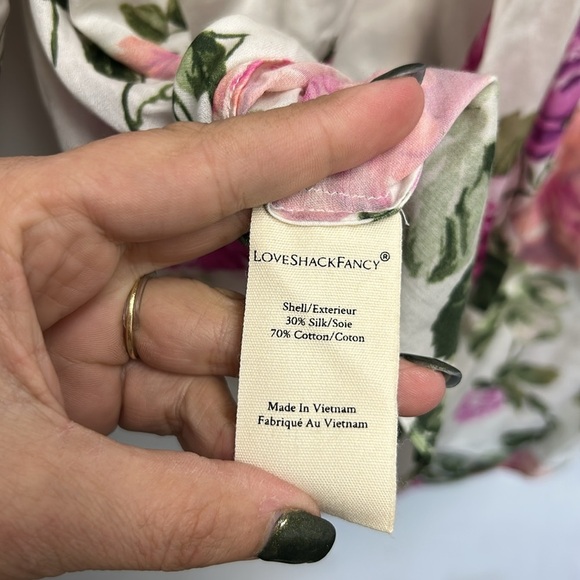 LoveShackFancy®
Shell/Exterieur
30% Silk/Soie
70% Cotton/Coton
Made In Vietnam
Fabriqué Au Vietnam